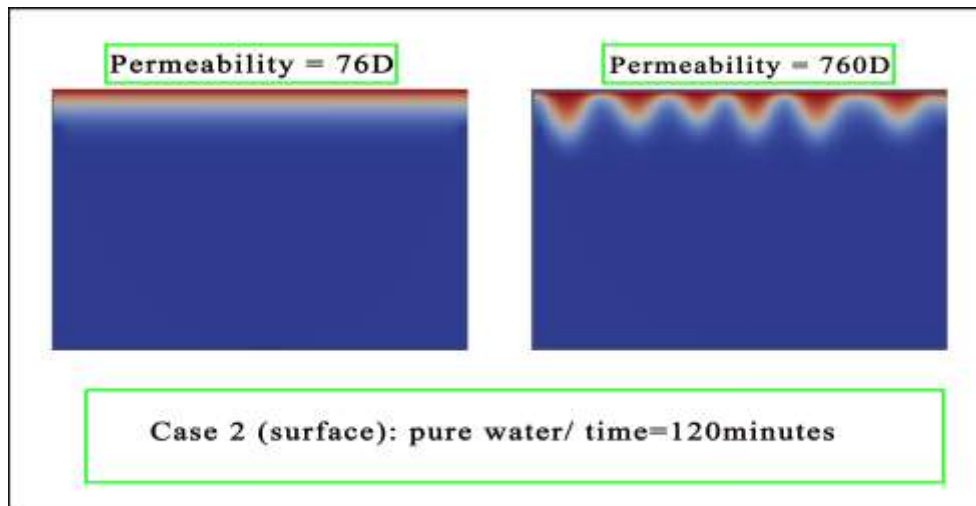 Permeability = 76D
Permeability = 760D
Case 2 (surface): pure water/ time=120minutes